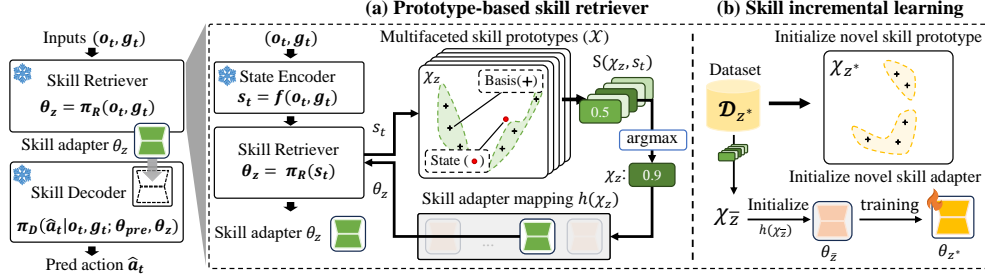 Inputs (o_t, g_t)
Skill Retriever
θ_z = π_R(o_t, g_t)
Skill adapter θ_z
Skill Decoder
π_D(â_t|o_t, g_t; θ_pre, θ_z)
Pred action â_t
(a) Prototype-based skill retriever
(o_t, g_t)
State Encoder
s_t = f(o_t, g_t)
Skill Retriever
θ_z = π_R(s_t)
Skill adapter θ_z
s_t
θ_z
Multifaceted skill prototypes (𝒳)
χ_z
Basis(+)
State(•)
S(χ_z, s_t)
0.5
argmax
χ_z:
0.9
Skill adapter mapping h(χ_z)
...
(b) Skill incremental learning
Initialize novel skill prototype
Dataset
𝒟_z*
χ_z*
Initialize novel skill adapter
χ_z̄
Initialize
h(χ_z̄)
training
θ_z̄
θ_z*